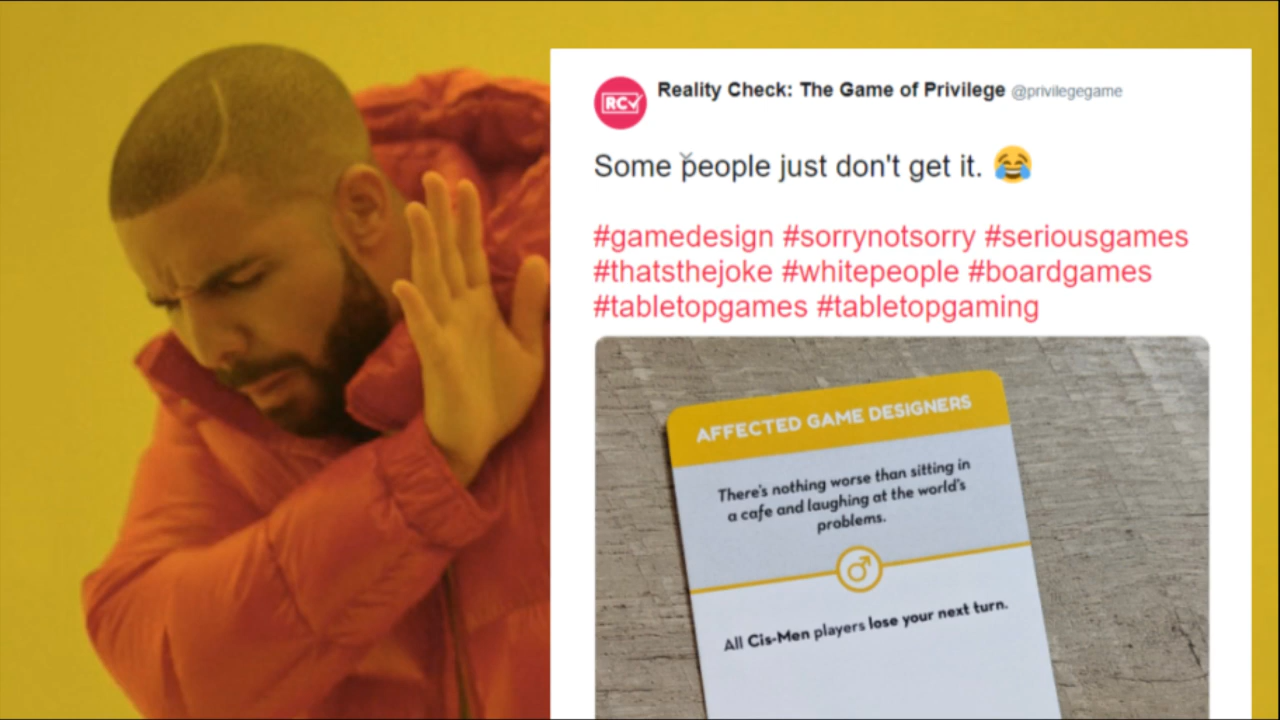 RC
Reality Check: The Game of Privilege @privilegegame
Some people just don't get it. 😂
#gamedesign #sorrynotsorry #seriousgames
#thatsthejoke #whitepeople #boardgames
#tabletopgames #tabletopgaming
AFFECTED GAME DESIGNERS
There's nothing worse than sitting in
a cafe and laughing at the world's
problems.
All Cis-Men players lose your next turn.